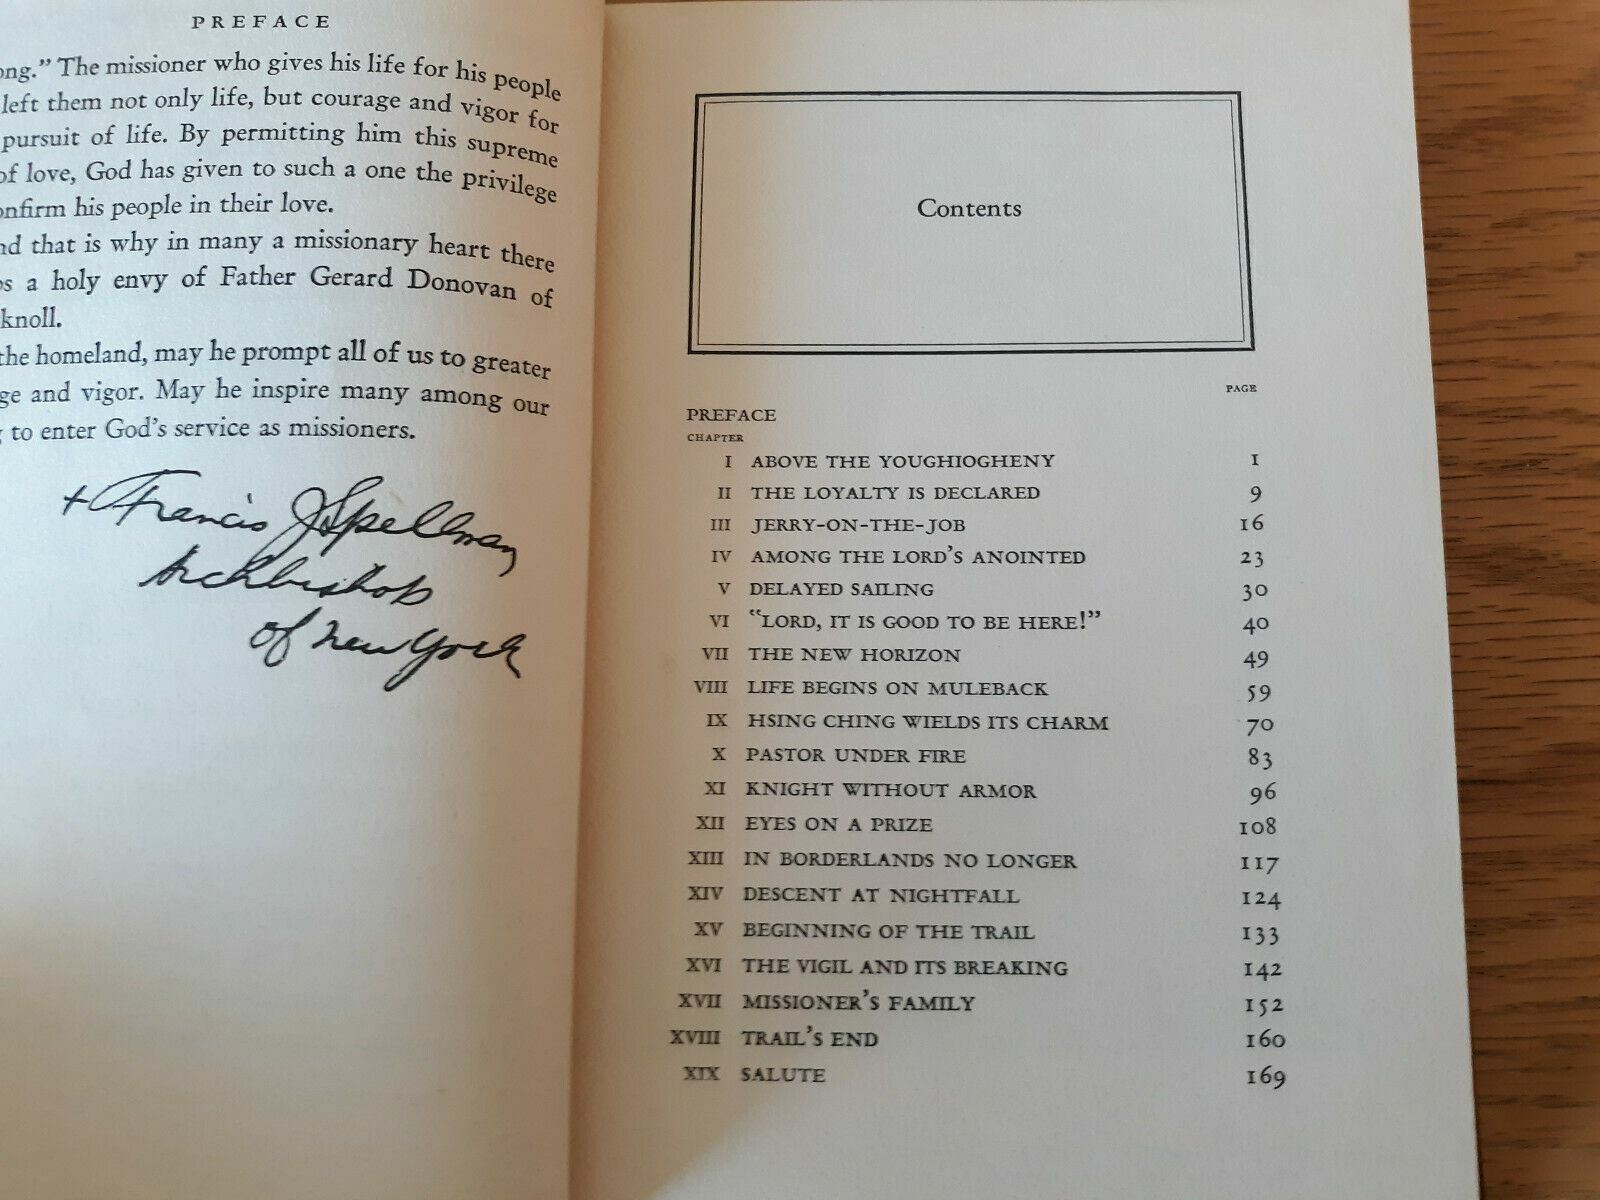 PREFACE
ong." The missioner who gives his life for his people
left them not only life, but courage and vigor for
pursuit of life. By permitting him this supreme
of love, God has given to such a one the privilege
onfirm his people in their love.
nd that is why in many a missionary heart there
s a holy envy of Father Gerard Donovan of
knoll.
the homeland, may he prompt all of us to greater
ge and vigor. May he inspire many among our
to enter God's service as missioners.
+ Francis J Spellman
Archbishop
of New York
Contents
PAGE
PREFACE
CHAPTER
I ABOVE THE YOUGHIOGHENY 1
II THE LOYALTY IS DECLARED 9
III JERRY-ON-THE-JOB 16
IV AMONG THE LORD'S ANOINTED 23
V DELAYED SAILING 30
VI "LORD, IT IS GOOD TO BE HERE!" 40
VII THE NEW HORIZON 49
VIII LIFE BEGINS ON MULEBACK 59
IX HSING CHING WIELDS ITS CHARM 70
X PASTOR UNDER FIRE 83
XI KNIGHT WITHOUT ARMOR 96
XII EYES ON A PRIZE 108
XIII IN BORDERLANDS NO LONGER 117
XIV DESCENT AT NIGHTFALL 124
XV BEGINNING OF THE TRAIL 133
XVI THE VIGIL AND ITS BREAKING 142
XVII MISSIONER'S FAMILY 152
XVIII TRAIL'S END 160
XIX SALUTE 169